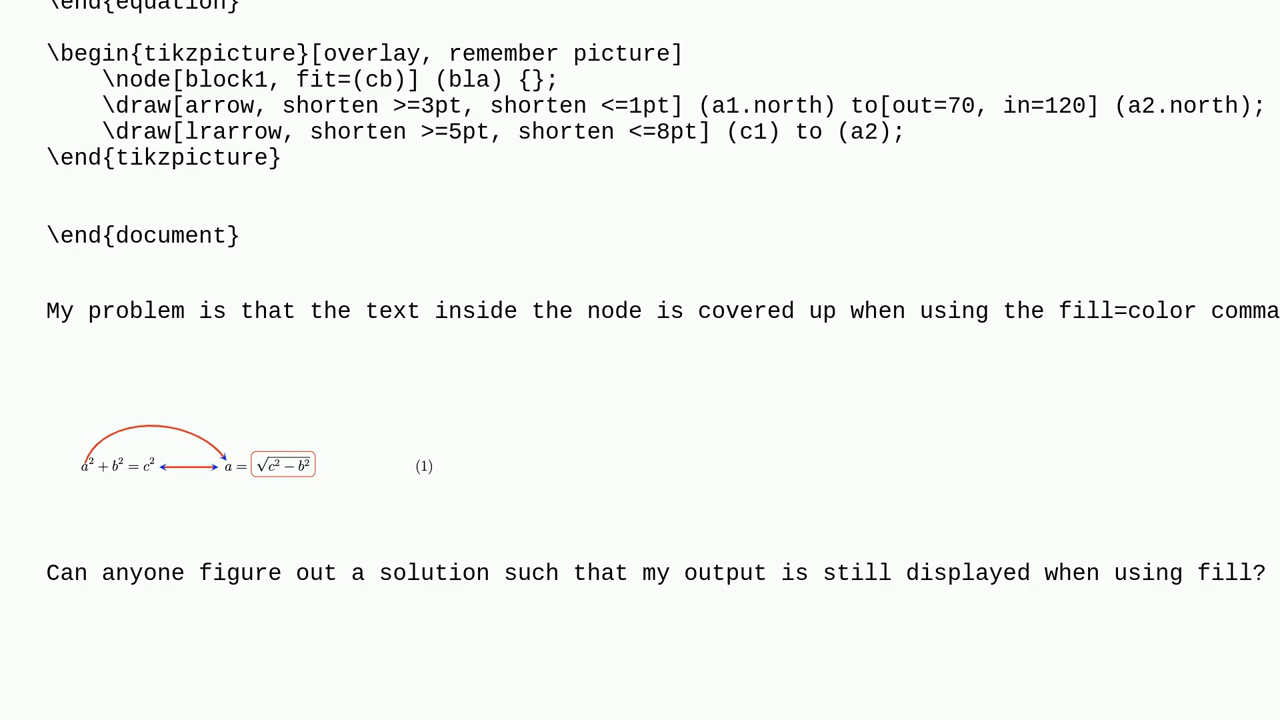 \end{equation}
\begin{tikzpicture}[overlay, remember picture]
\node[block1, fit=(cb)] (bla) {};
\draw[arrow, shorten >=3pt, shorten <=1pt] (a1.north) to[out=70, in=120] (a2.north);
\draw[lrarrow, shorten >=5pt, shorten <=8pt] (c1) to (a2);
\end{tikzpicture}
\end{document}
My problem is that the text inside the node is covered up when using the fill=color comma
a² + b² = c² a = √(c² − b²) (1)
Can anyone figure out a solution such that my output is still displayed when using fill?